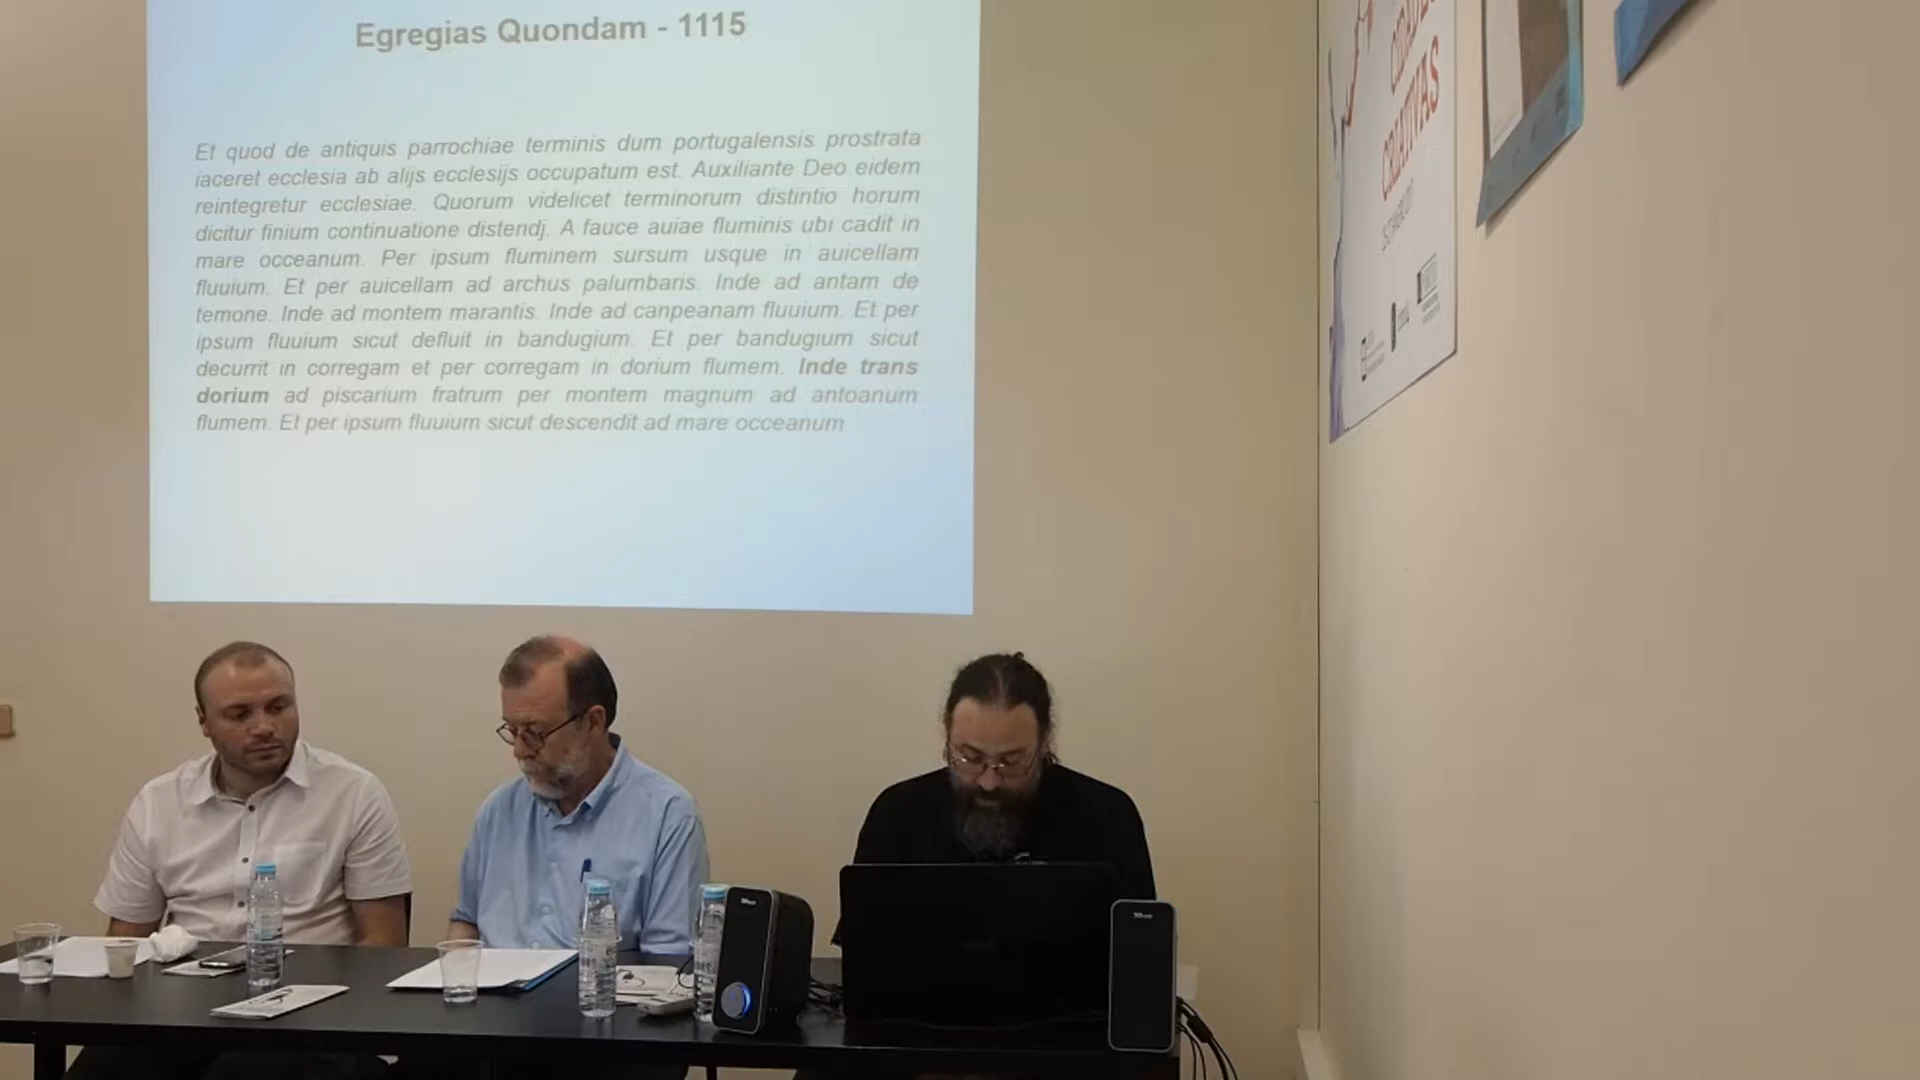 Egregias Quondam - 1115
Et quod de antiquis parrochiae terminis dum portugalensis prostrata
iaceret ecclesia ab alijs ecclesijs occupatum est. Auxiliante Deo eidem
reintegretur ecclesiae. Quorum videlicet terminorum distintio horum
dicitur finium continuatione distendj. A fauce auiae fluminis ubi cadit in
mare occeanum. Per ipsum fluminem sursum usque in auicellam
fluuium. Et per auicellam ad archus palumbaris. Inde ad antam de
temone. Inde ad montem marantis. Inde ad canpeanam fluuium. Et per
ipsum fluuium sicut defluit in bandugium. Et per bandugium sicut
decurrit in corregam et per corregam in dorium flumem. Inde trans
dorium ad piscarium fratrum per montem magnum ad antoanum
flumem. Et per ipsum fluuium sicut descendit ad mare occeanum
CIDADES
CRIATIVAS
Trust
Trust